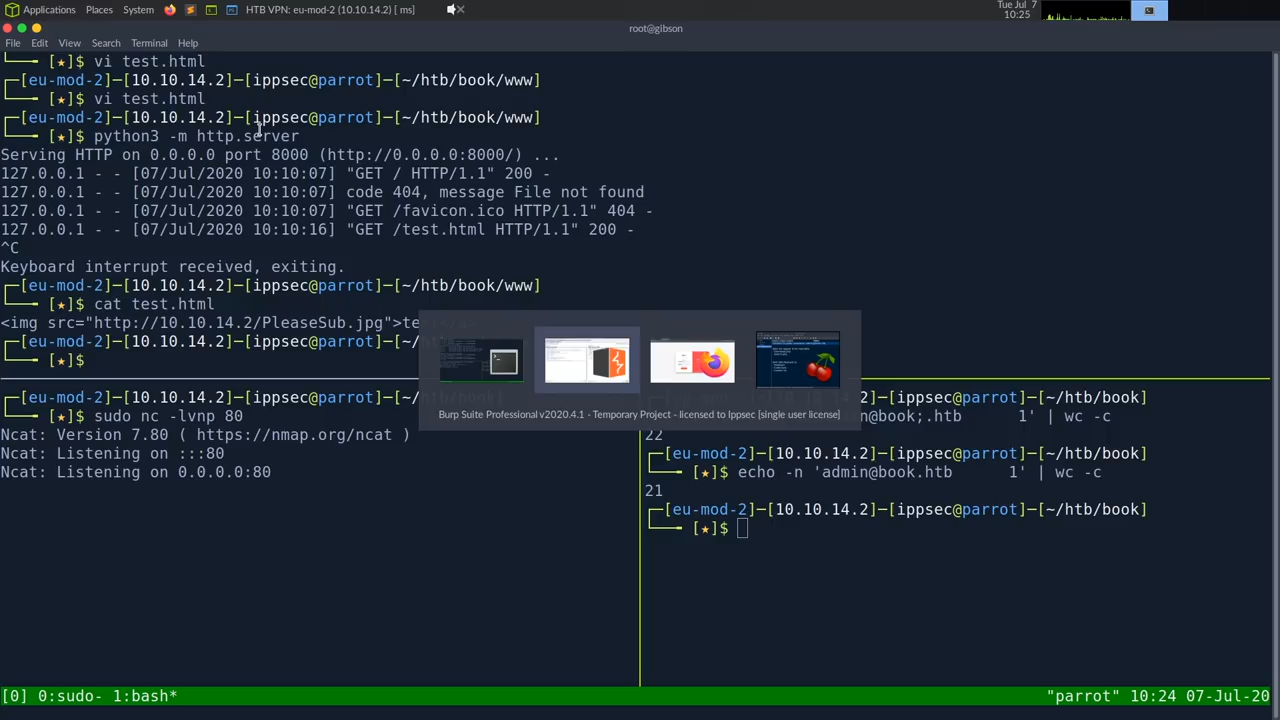 Applications Places System HTB VPN: eu-mod-2 (10.10.14.2) [ ms]
Tue Jul 7
10:25
root@gibson
File Edit View Search Terminal Help
└──╼ [★]$ vi test.html
┌─[eu-mod-2]─[10.10.14.2]─[ippsec@parrot]─[~/htb/book/www]
└──╼ [★]$ vi test.html
┌─[eu-mod-2]─[10.10.14.2]─[ippsec@parrot]─[~/htb/book/www]
└──╼ [★]$ python3 -m http.server
Serving HTTP on 0.0.0.0 port 8000 (http://0.0.0.0:8000/) ...
127.0.0.1 - - [07/Jul/2020 10:10:07] "GET / HTTP/1.1" 200 -
127.0.0.1 - - [07/Jul/2020 10:10:07] code 404, message File not found
127.0.0.1 - - [07/Jul/2020 10:10:07] "GET /favicon.ico HTTP/1.1" 404 -
127.0.0.1 - - [07/Jul/2020 10:10:16] "GET /test.html HTTP/1.1" 200 -
^C
Keyboard interrupt received, exiting.
┌─[eu-mod-2]─[10.10.14.2]─[ippsec@parrot]─[~/htb/book/www]
└──╼ [★]$ cat test.html
<img src="http://10.10.14.2/PleaseSub.jpg">
┌─[eu-mod-2]─[10.10.14.2]─[ippsec@parrot]─[~/h
└──╼ [★]$
Burp Suite Professional v2020.4.1 - Temporary Project - licensed to Ippsec [single user license]
┌─[eu-mod-2]─[10.10.14.2]─[ippsec@parrot]
└──╼ [★]$ sudo nc -lvnp 80
Ncat: Version 7.80 ( https://nmap.org/ncat )
Ncat: Listening on :::80
Ncat: Listening on 0.0.0.0:80
ippsec@parrot]─[~/htb/book]
@book;.htb      1' | wc -c
22
┌─[eu-mod-2]─[10.10.14.2]─[ippsec@parrot]─[~/htb/book]
└──╼ [★]$ echo -n 'admin@book.htb      1' | wc -c
21
┌─[eu-mod-2]─[10.10.14.2]─[ippsec@parrot]─[~/htb/book]
└──╼ [★]$
[0] 0:sudo- 1:bash* "parrot" 10:24 07-Jul-20